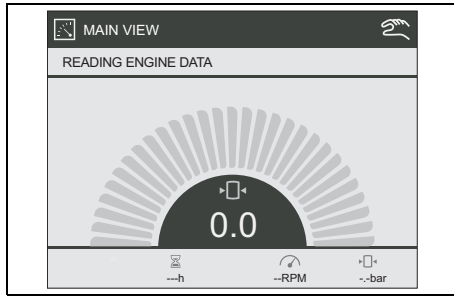 MAIN VIEW
READING ENGINE DATA
0.0
---h
--RPM
-.-bar